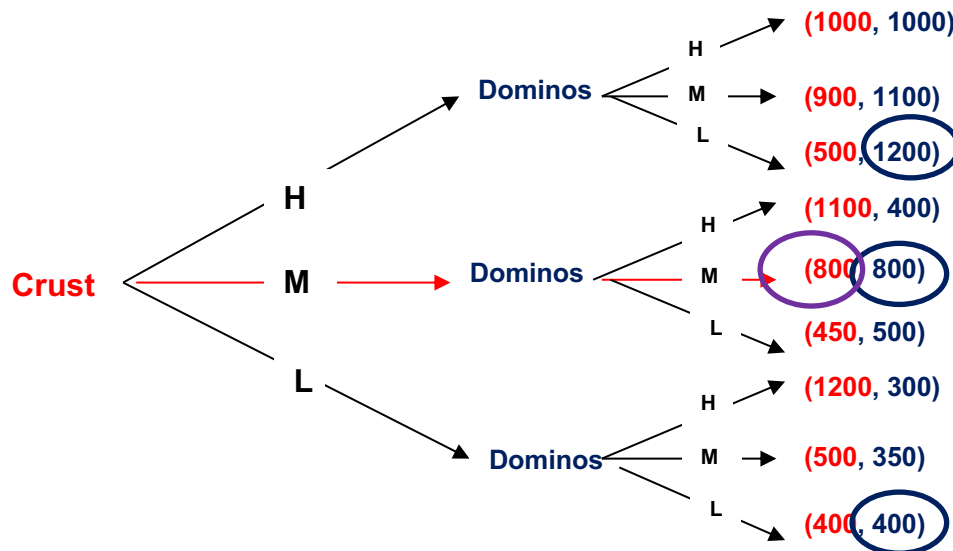 H (1000, 1000)
Dominos M (900, 1100)
L (500, 1200)
H
H (1100, 400)
Crust M Dominos M (800, 800)
L (450, 500)
L
H (1200, 300)
Dominos M (500, 350)
L (400, 400)